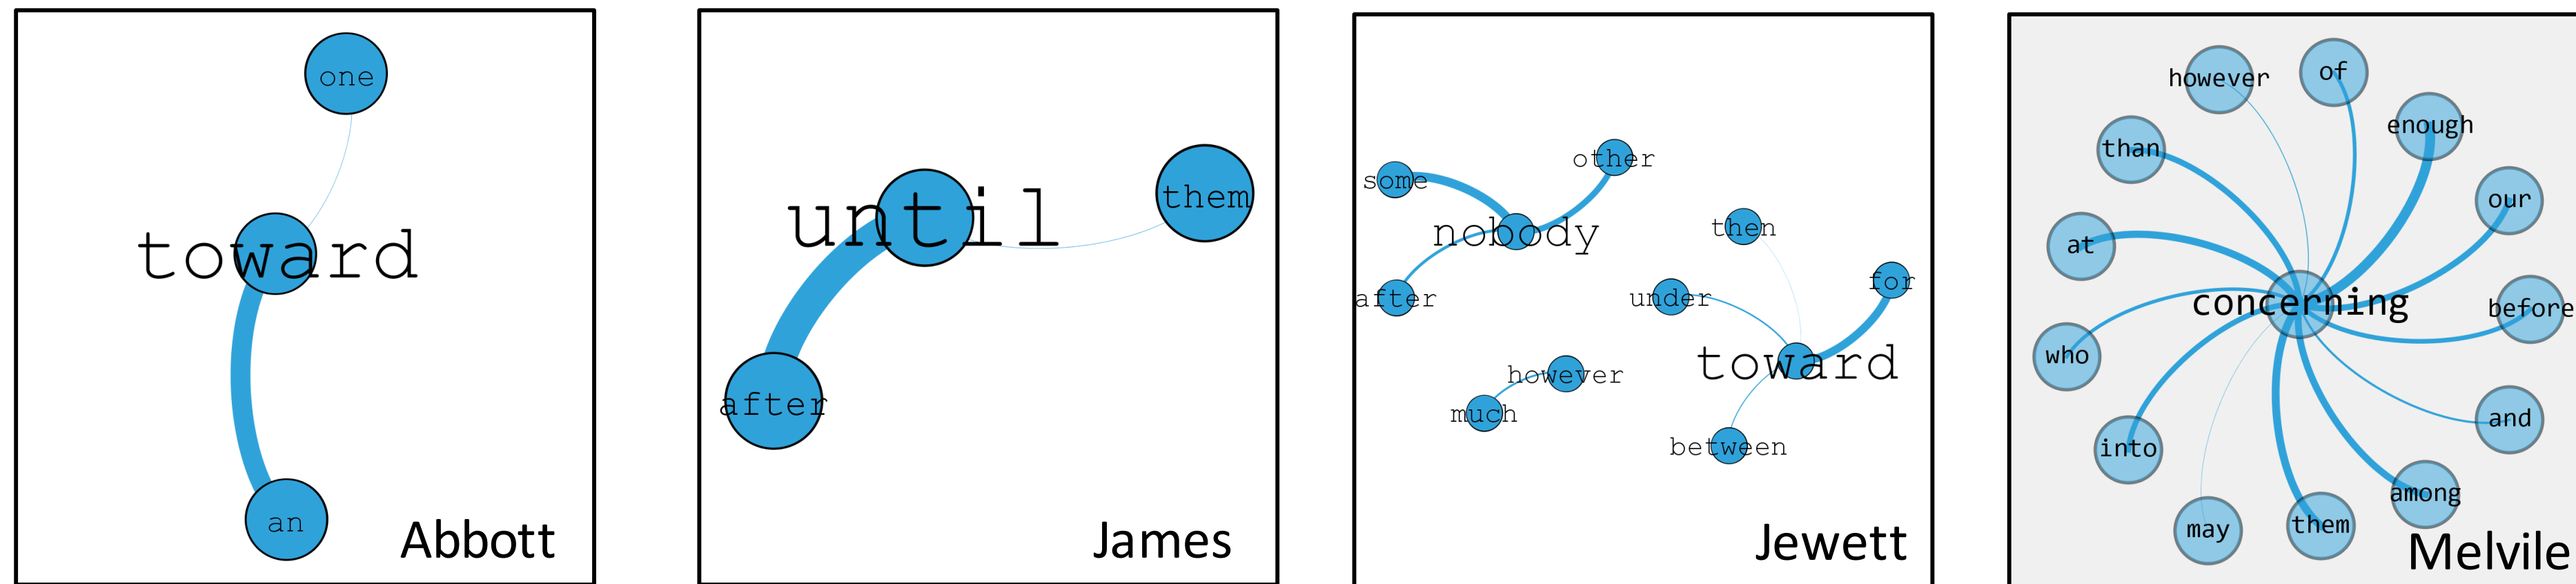 one
toward
an
Abbott
until
them
after
James
some
other
nobody
then
after
under
for
toward
however
much
between
Jewett
however
of
enough
than
our
at
concerning
before
who
and
into
among
may
them
Melvile